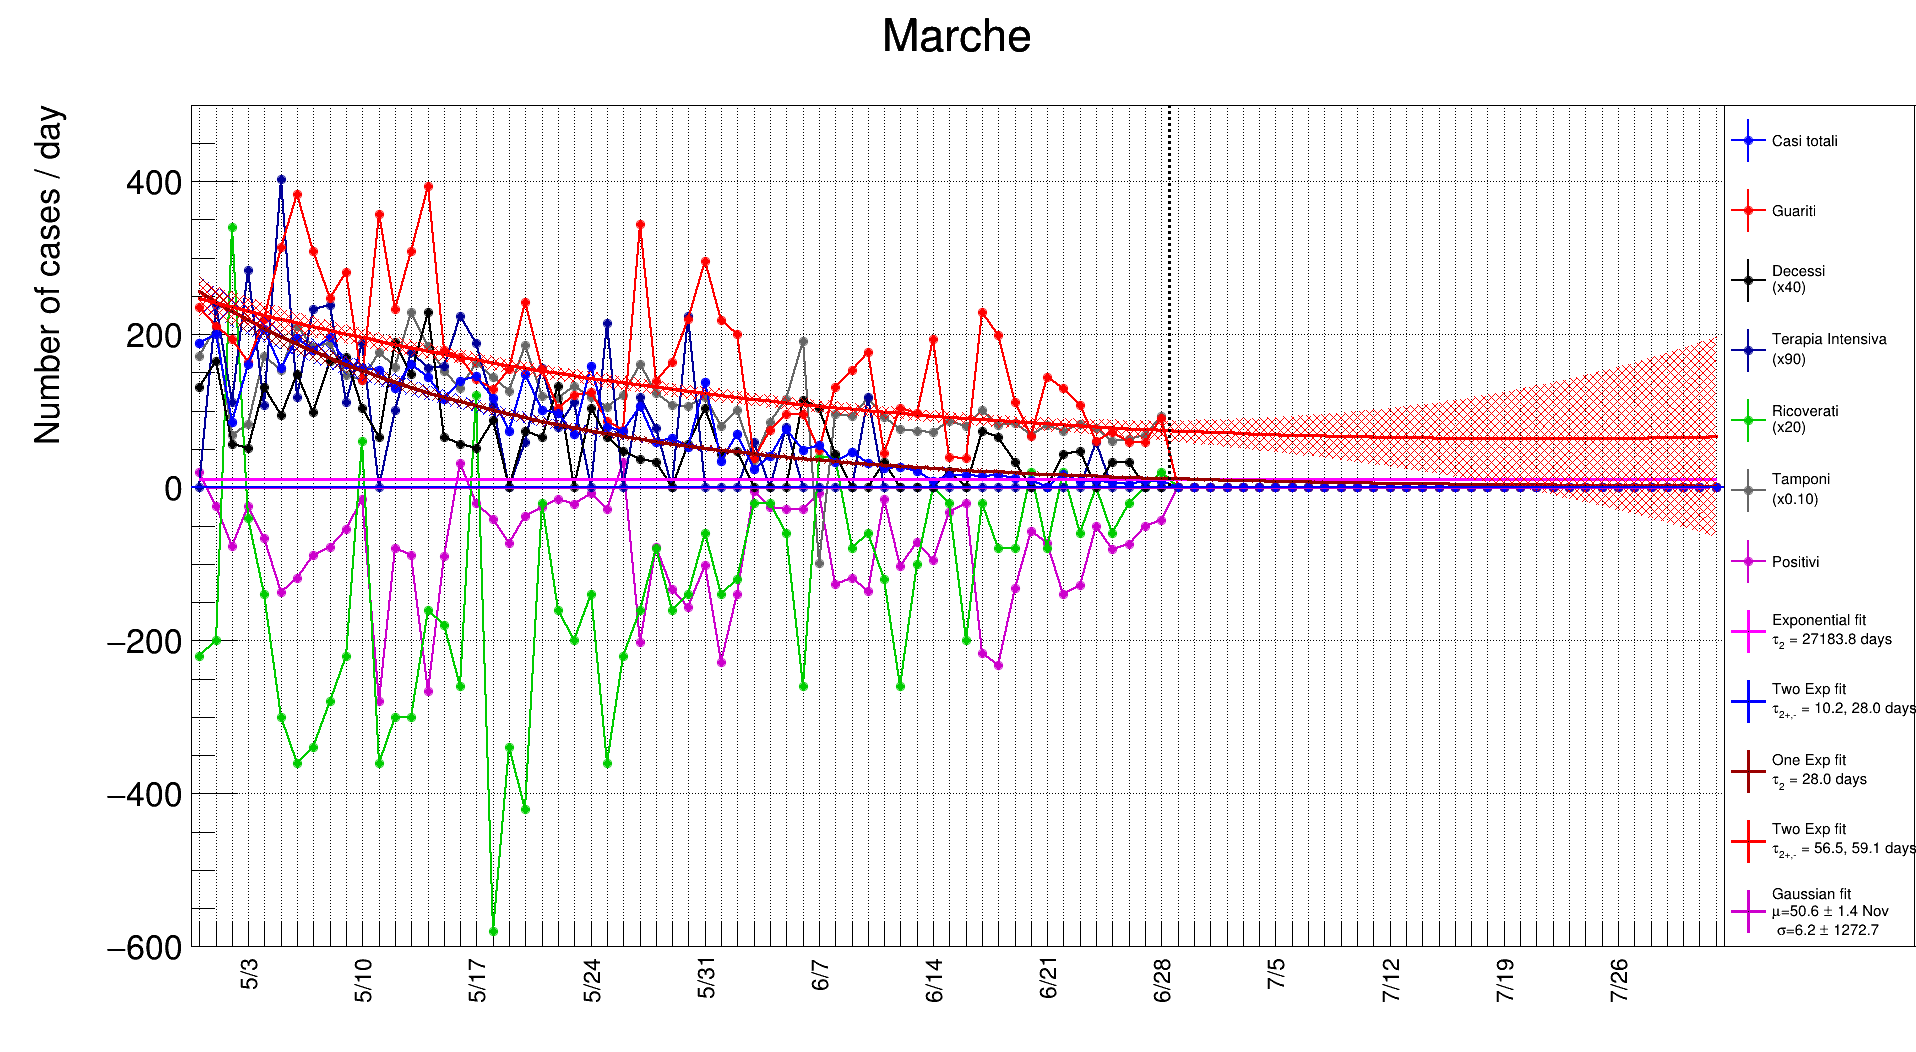 Marche
Number of cases / day
400
200
0
−200
−400
−600
5/3
5/10
5/17
5/24
5/31
6/7
6/14
6/21
6/28
7/5
7/12
7/19
7/26
Casi totali
Guariti
Decessi
(x40)
Terapia Intensiva
(x90)
Ricoverati
(x20)
Tamponi
(x0.10)
Positivi
Exponential fit
τ2 = 27183.8 days
Two Exp fit
τ2+,- = 10.2, 28.0 days
One Exp fit
τ2 = 28.0 days
Two Exp fit
τ2+,- = 56.5, 59.1 days
Gaussian fit
μ=50.6 ± 1.4 Nov
σ=6.2 ± 1272.7